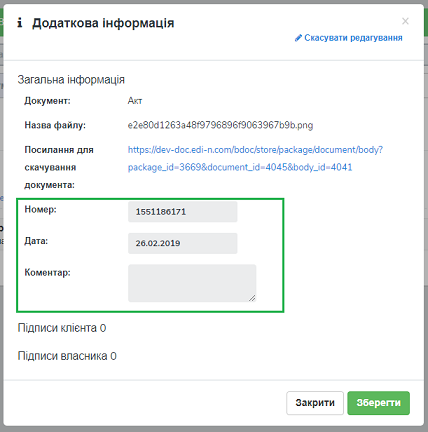 Додаткова інформація
×
Скасувати редагування
Загальна інформація
Документ: Акт
Назва файлу: e2e80d1263a48f9796896f9063967b9b.png
Посилання для https://dev-doc.edi-n.com/bdoc/store/package/document/body?
скачування package_id=3669&document_id=4045&body_id=4041
документа:
Номер: 1551186171
Дата: 26.02.2019
Коментар:
Підписи клієнта 0
Підписи власника 0
Закрити Зберегти